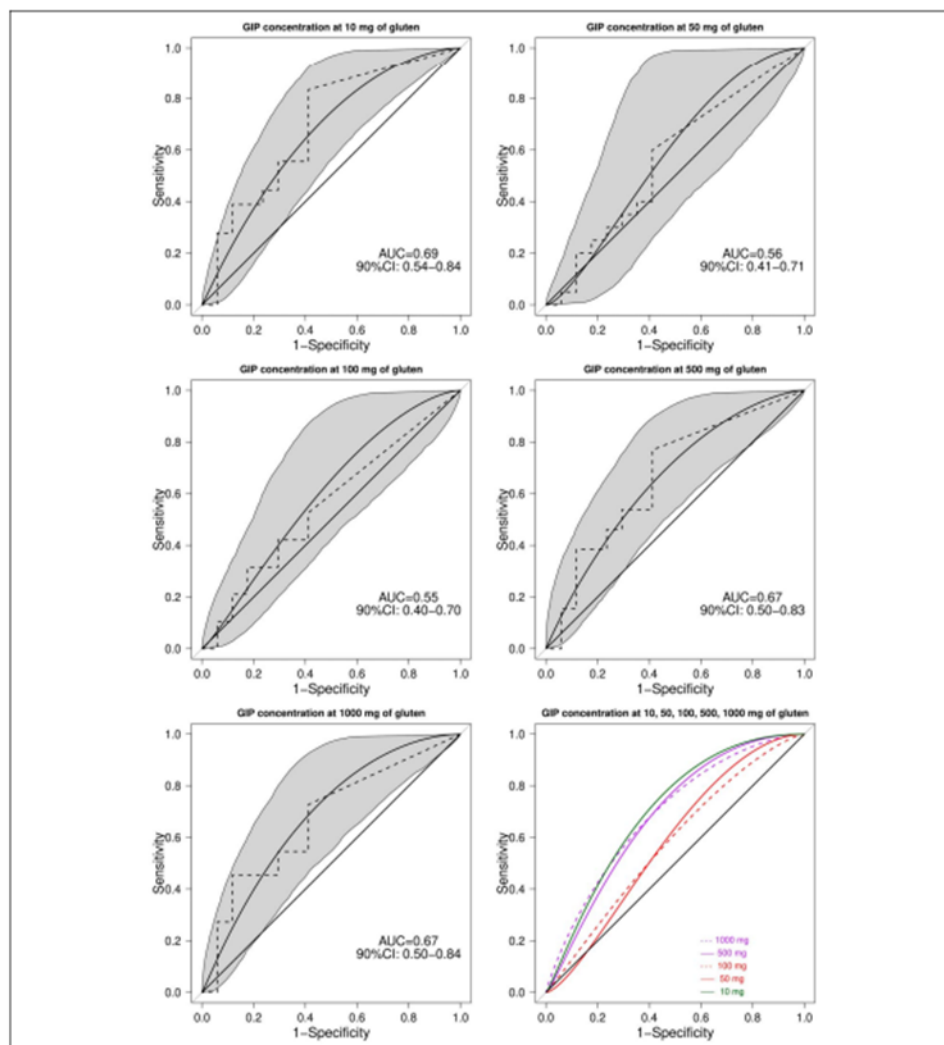 GIP concentration at 10 mg of gluten
1.0
0.8
0.6
0.4
0.2
0.0
Sensitivity
AUC=0.69
90%CI: 0.54−0.84
0.0 0.2 0.4 0.6 0.8 1.0
1−Specificity
GIP concentration at 50 mg of gluten
1.0
0.8
0.6
0.4
0.2
0.0
Sensitivity
AUC=0.56
90%CI: 0.41−0.71
0.0 0.2 0.4 0.6 0.8 1.0
1−Specificity
GIP concentration at 100 mg of gluten
1.0
0.8
0.6
0.4
0.2
0.0
Sensitivity
AUC=0.55
90%CI: 0.40−0.70
0.0 0.2 0.4 0.6 0.8 1.0
1−Specificity
GIP concentration at 500 mg of gluten
1.0
0.8
0.6
0.4
0.2
0.0
Sensitivity
AUC=0.67
90%CI: 0.50−0.83
0.0 0.2 0.4 0.6 0.8 1.0
1−Specificity
GIP concentration at 1000 mg of gluten
1.0
0.8
0.6
0.4
0.2
0.0
Sensitivity
AUC=0.67
90%CI: 0.50−0.84
0.0 0.2 0.4 0.6 0.8 1.0
1−Specificity
GIP concentration at 10, 50, 100, 500, 1000 mg of gluten
1.0
0.8
0.6
0.4
0.2
0.0
Sensitivity
1000 mg
500 mg
100 mg
50 mg
10 mg
0.0 0.2 0.4 0.6 0.8 1.0
1−Specificity